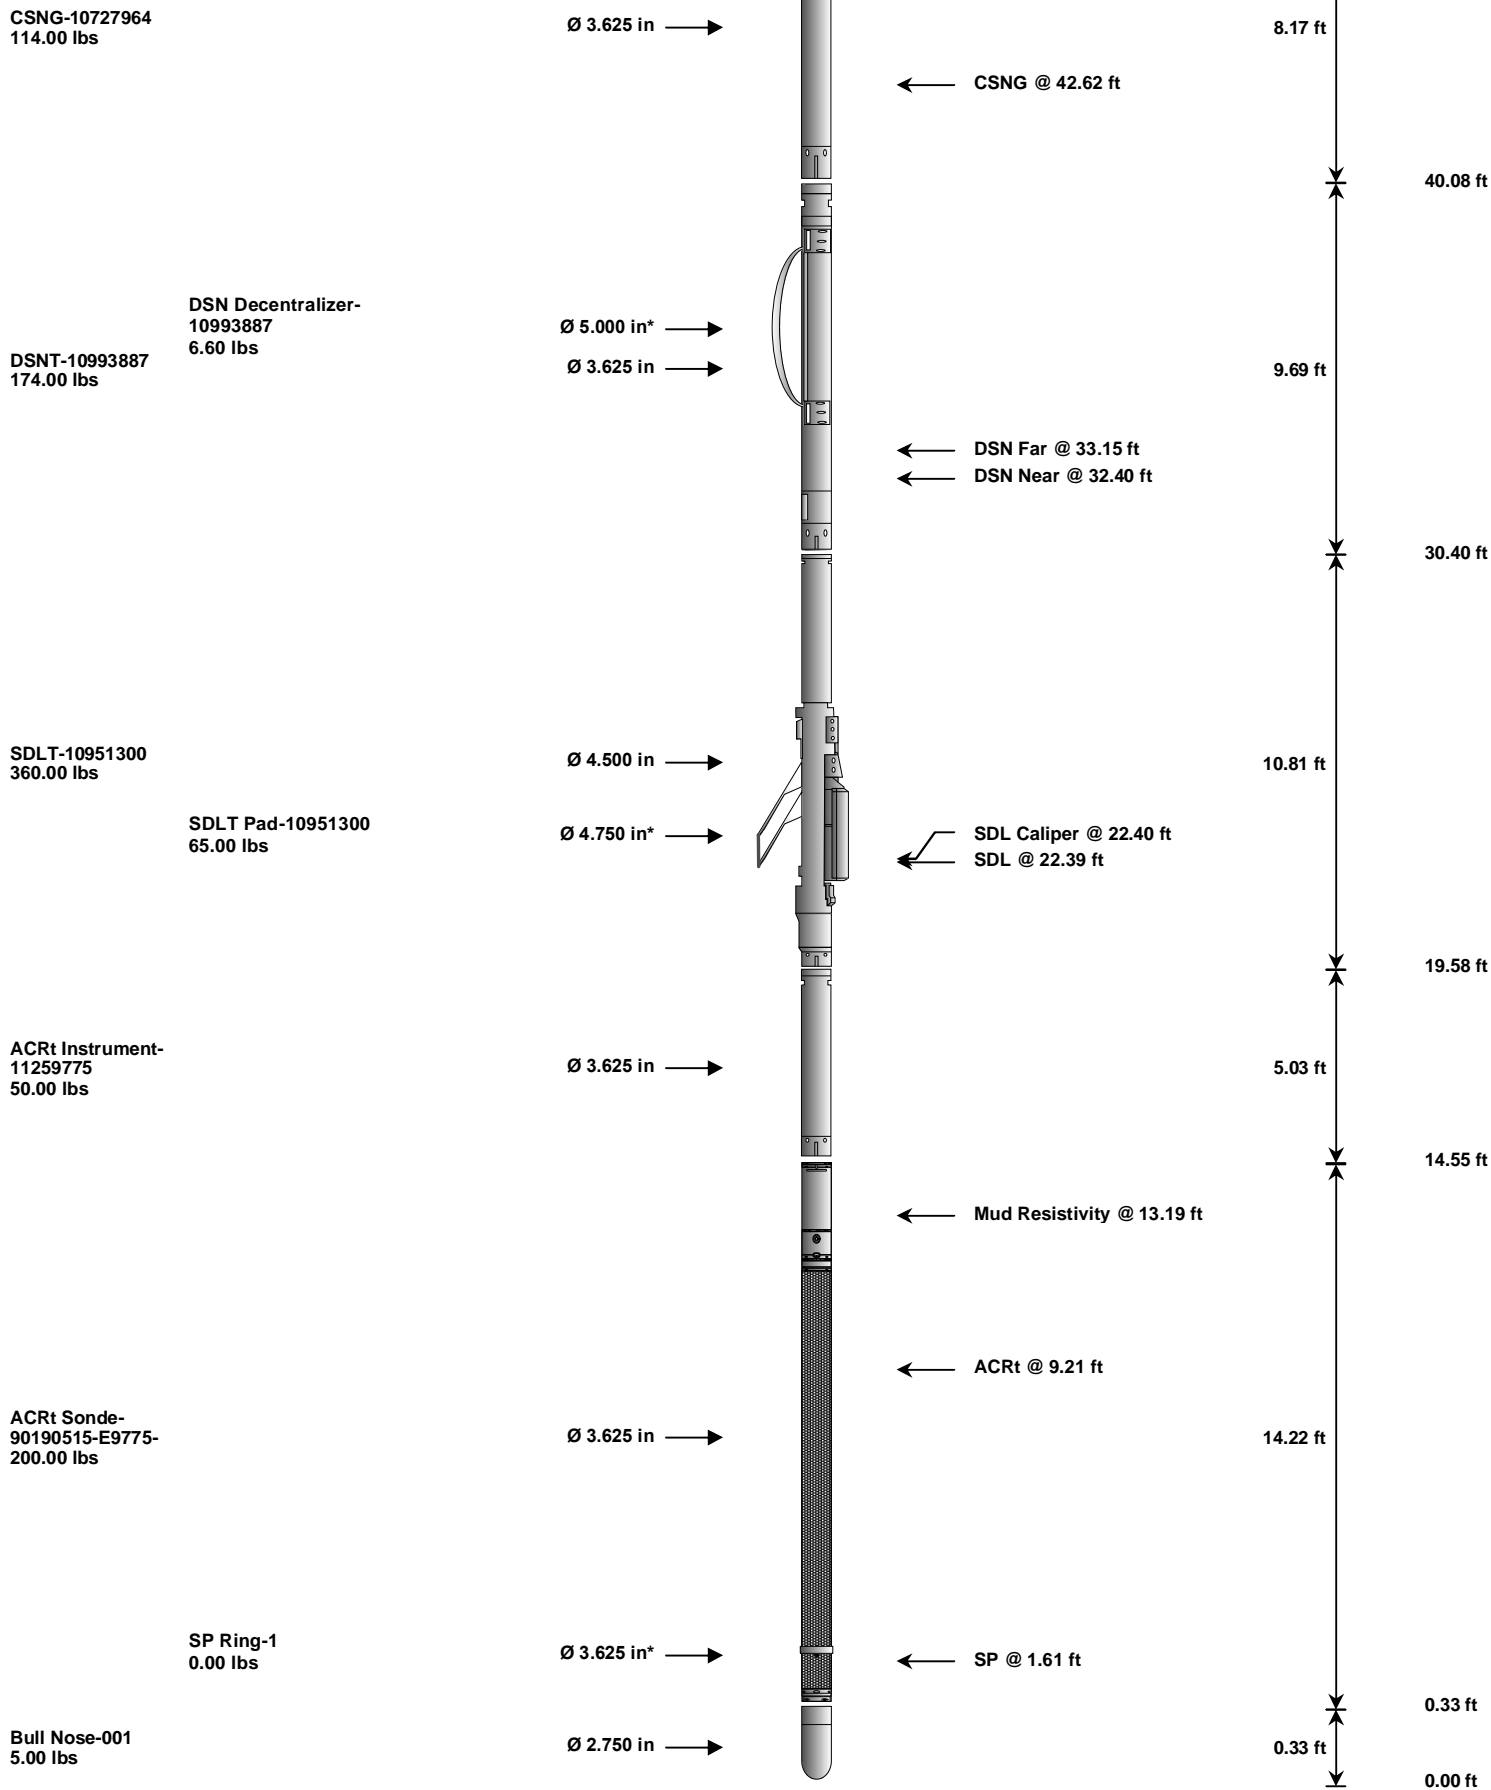 CSNG-10727964
114.00 lbs
Ø 3.625 in
8.17 ft
CSNG @ 42.62 ft
40.08 ft
DSN Decentralizer-
10993887
6.60 lbs
Ø 5.000 in*
DSNT-10993887
174.00 lbs
Ø 3.625 in
9.69 ft
DSN Far @ 33.15 ft
DSN Near @ 32.40 ft
30.40 ft
SDLT-10951300
360.00 lbs
Ø 4.500 in
10.81 ft
SDLT Pad-10951300
65.00 lbs
Ø 4.750 in*
SDL Caliper @ 22.40 ft
SDL @ 22.39 ft
19.58 ft
ACRt Instrument-
11259775
50.00 lbs
Ø 3.625 in
5.03 ft
14.55 ft
Mud Resistivity @ 13.19 ft
ACRt @ 9.21 ft
ACRt Sonde-
90190515-E9775-
200.00 lbs
Ø 3.625 in
14.22 ft
SP Ring-1
0.00 lbs
Ø 3.625 in*
SP @ 1.61 ft
0.33 ft
Bull Nose-001
5.00 lbs
Ø 2.750 in
0.33 ft
0.00 ft